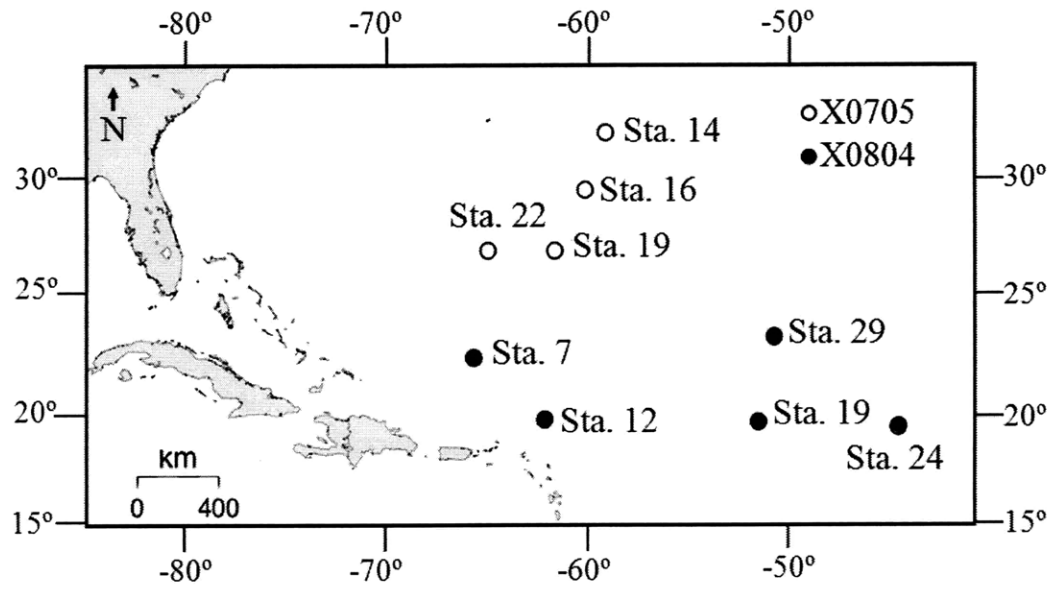 -80º -70º -60º -50º
N
X0705
Sta. 14
X0804
30º 30º
Sta. 16
Sta. 22
Sta. 19
25º 25º
Sta. 29
Sta. 7
20º Sta. 12 Sta. 19 20º
Sta. 24
km
0 400
15º 15º
-80º -70º -60º -50º